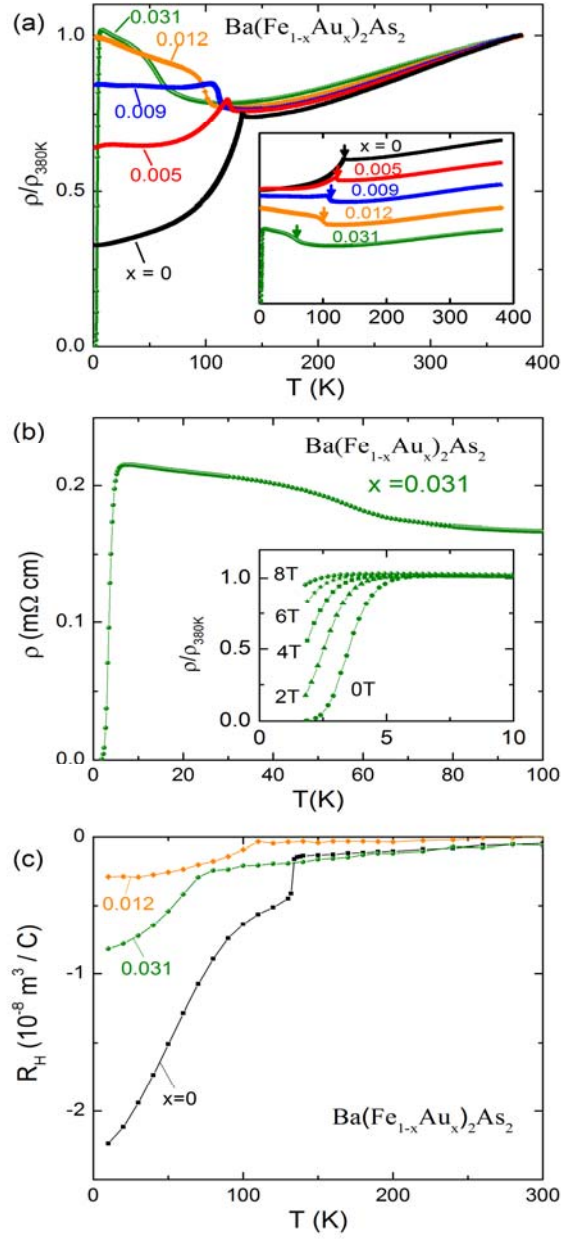 (a)
0.031
0.012
Ba(Fe1-xAux)2As2
1.0
0.009
0.005
x = 0
ρ/ρ380K
0.5
0.0
x = 0
0.005
0.009
0.012
0.031
0 100 200 300 400
0 100 200 300 400
T (K)
(b)
Ba(Fe1-xAux)2As2
x =0.031
0.2
ρ (mΩ cm)
0.1
0.0
ρ/ρ380K
1.0
0.5
0.0
8T
6T
4T
2T
0T
0 5 10
0 20 40 60 80 100
T(K)
(c)
0
0.012
0.031
-1
RH (10-8 m3 / C)
x=0
-2
Ba(Fe1-xAux)2As2
0 100 200 300
T (K)